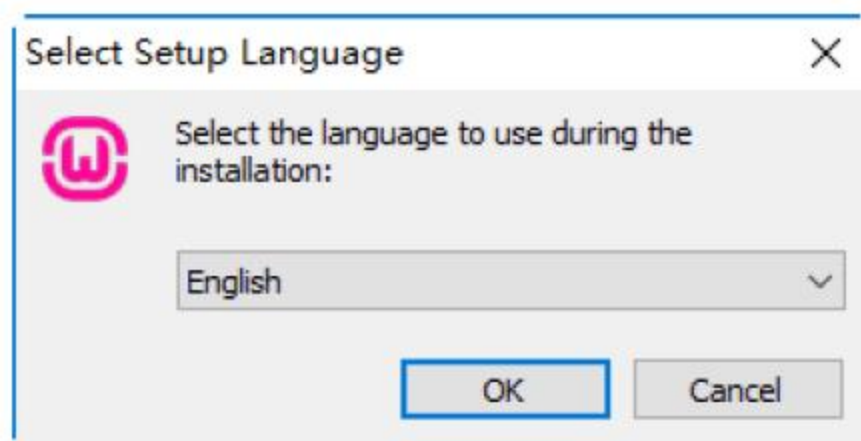 Select Setup Language
Select the language to use during the
installation:
English
OK
Cancel